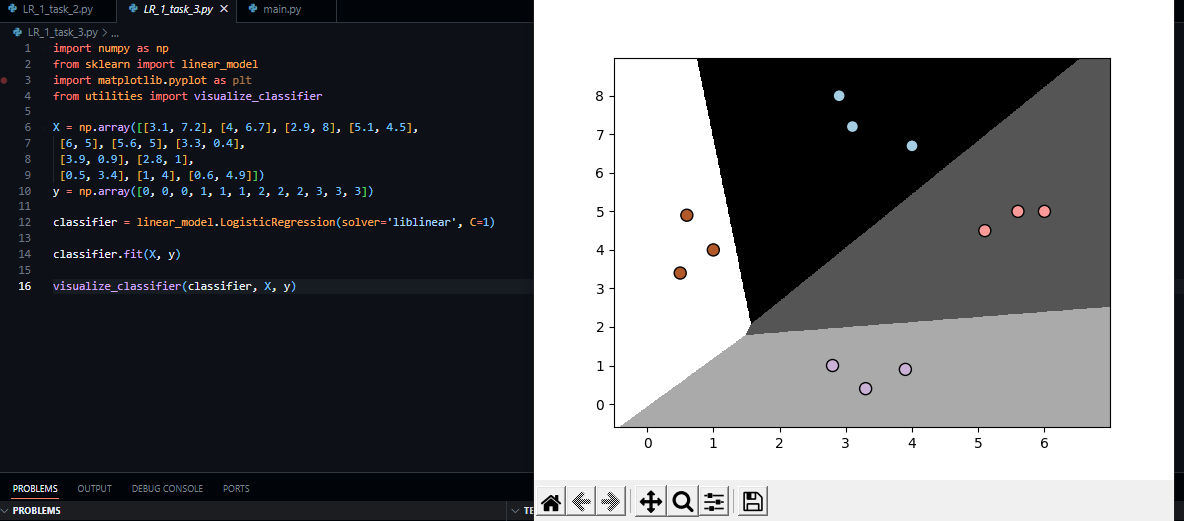 LR_1_task_2.py
LR_1_task_3.py
main.py
LR_1_task_3.py > ...
1 import numpy as np
2 from sklearn import linear_model
3 import matplotlib.pyplot as plt
4 from utilities import visualize_classifier
5
6 X = np.array([[3.1, 7.2], [4, 6.7], [2.9, 8], [5.1, 4.5],
7 [6, 5], [5.6, 5], [3.3, 0.4],
8 [3.9, 0.9], [2.8, 1],
9 [0.5, 3.4], [1, 4], [0.6, 4.9]])
10 y = np.array([0, 0, 0, 1, 1, 1, 2, 2, 2, 3, 3, 3])
11
12 classifier = linear_model.LogisticRegression(solver='liblinear', C=1)
13
14 classifier.fit(X, y)
15
16 visualize_classifier(classifier, X, y)
PROBLEMS OUTPUT DEBUG CONSOLE PORTS
PROBLEMS
TE
8
7
6
5
4
3
2
1
0
0 1 2 3 4 5 6